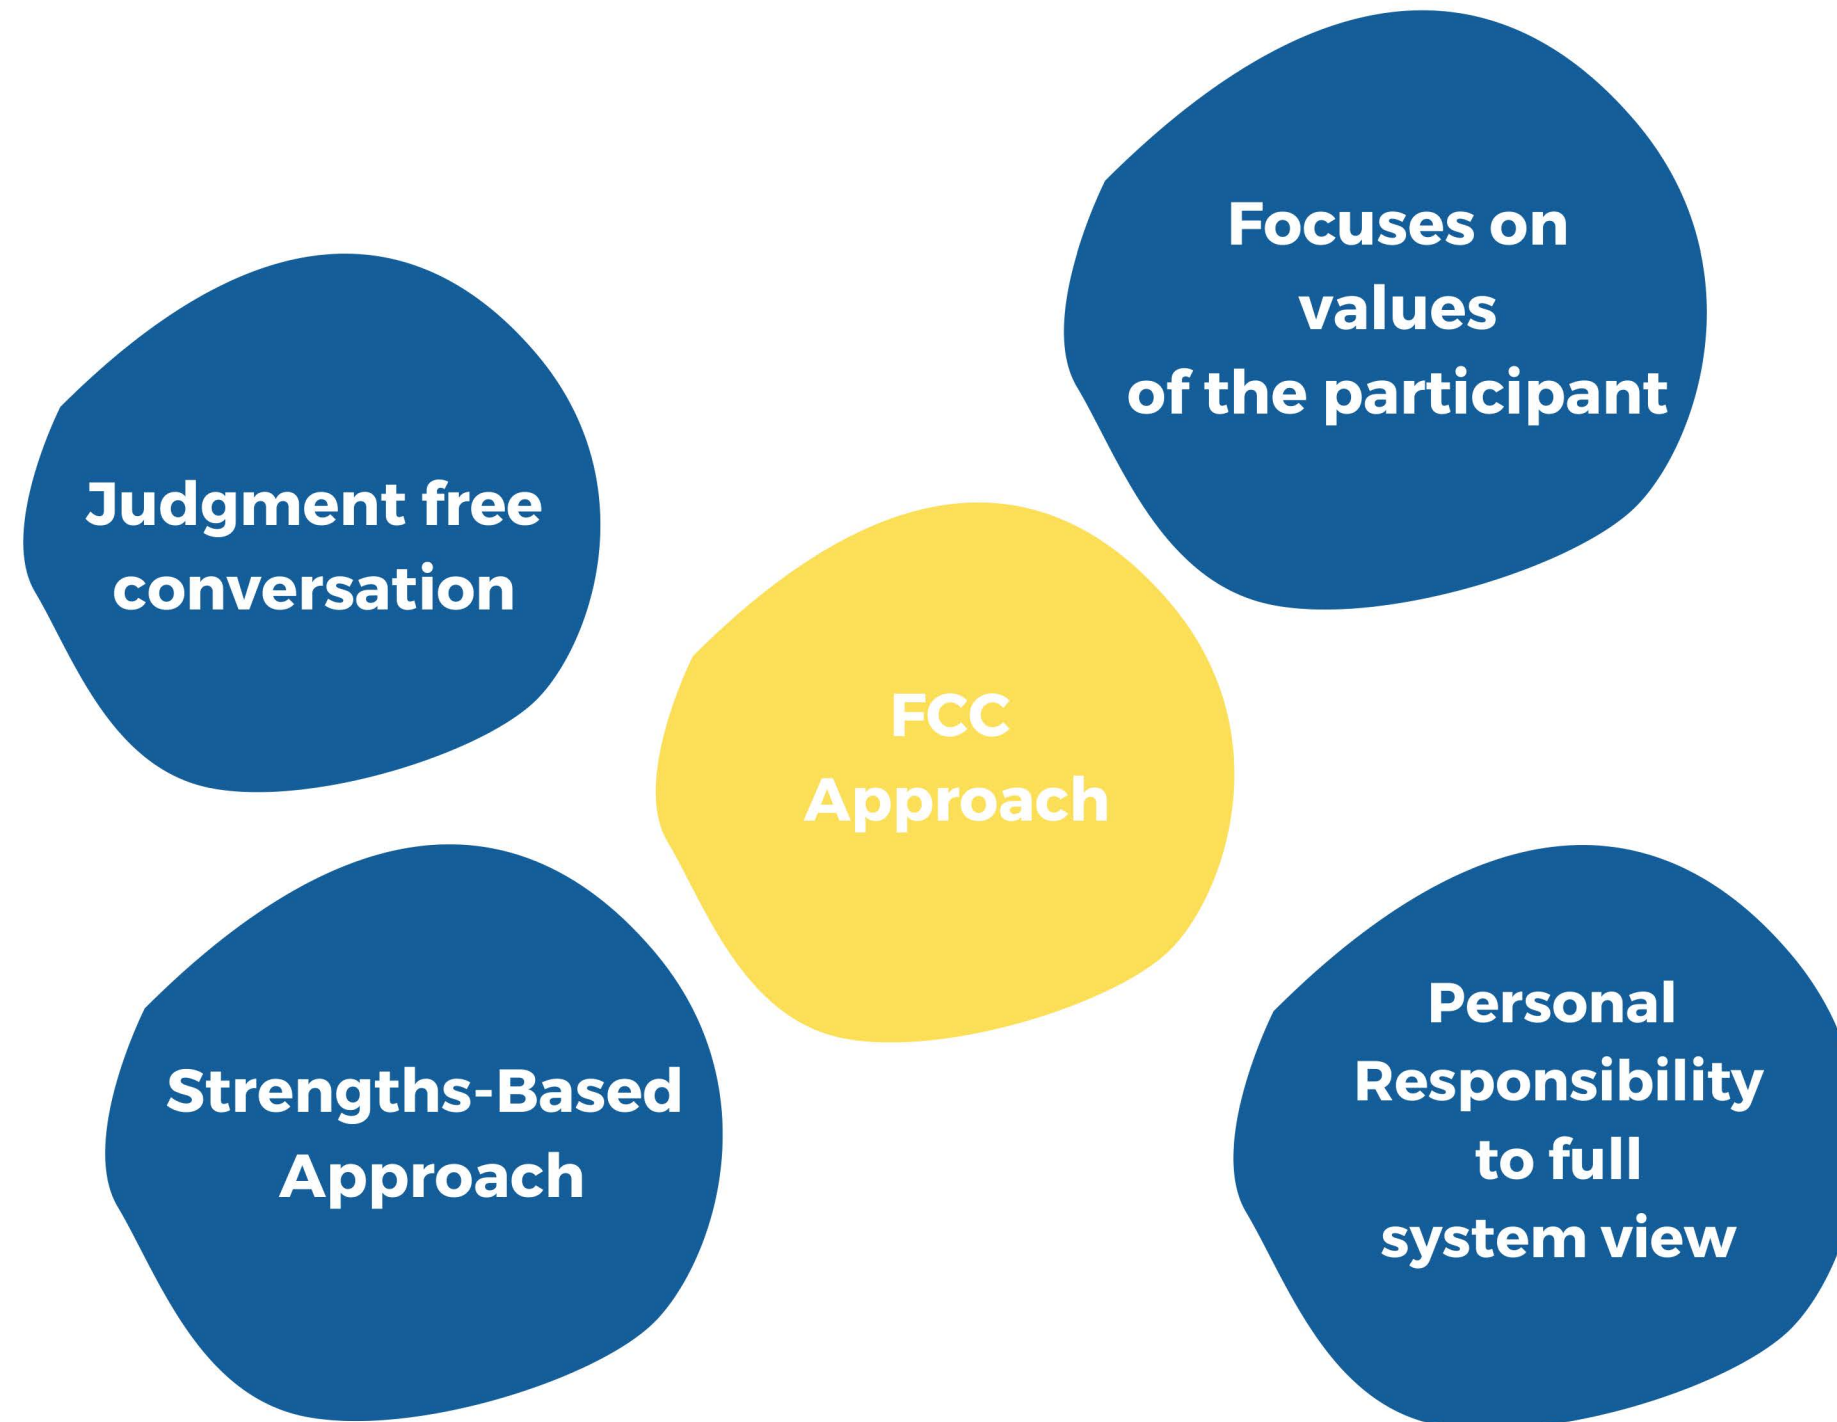 Focuses on
values
of the participant
Judgment free
conversation
FCC
Approach
Strengths-Based
Approach
Personal
Responsibility
to full
system view